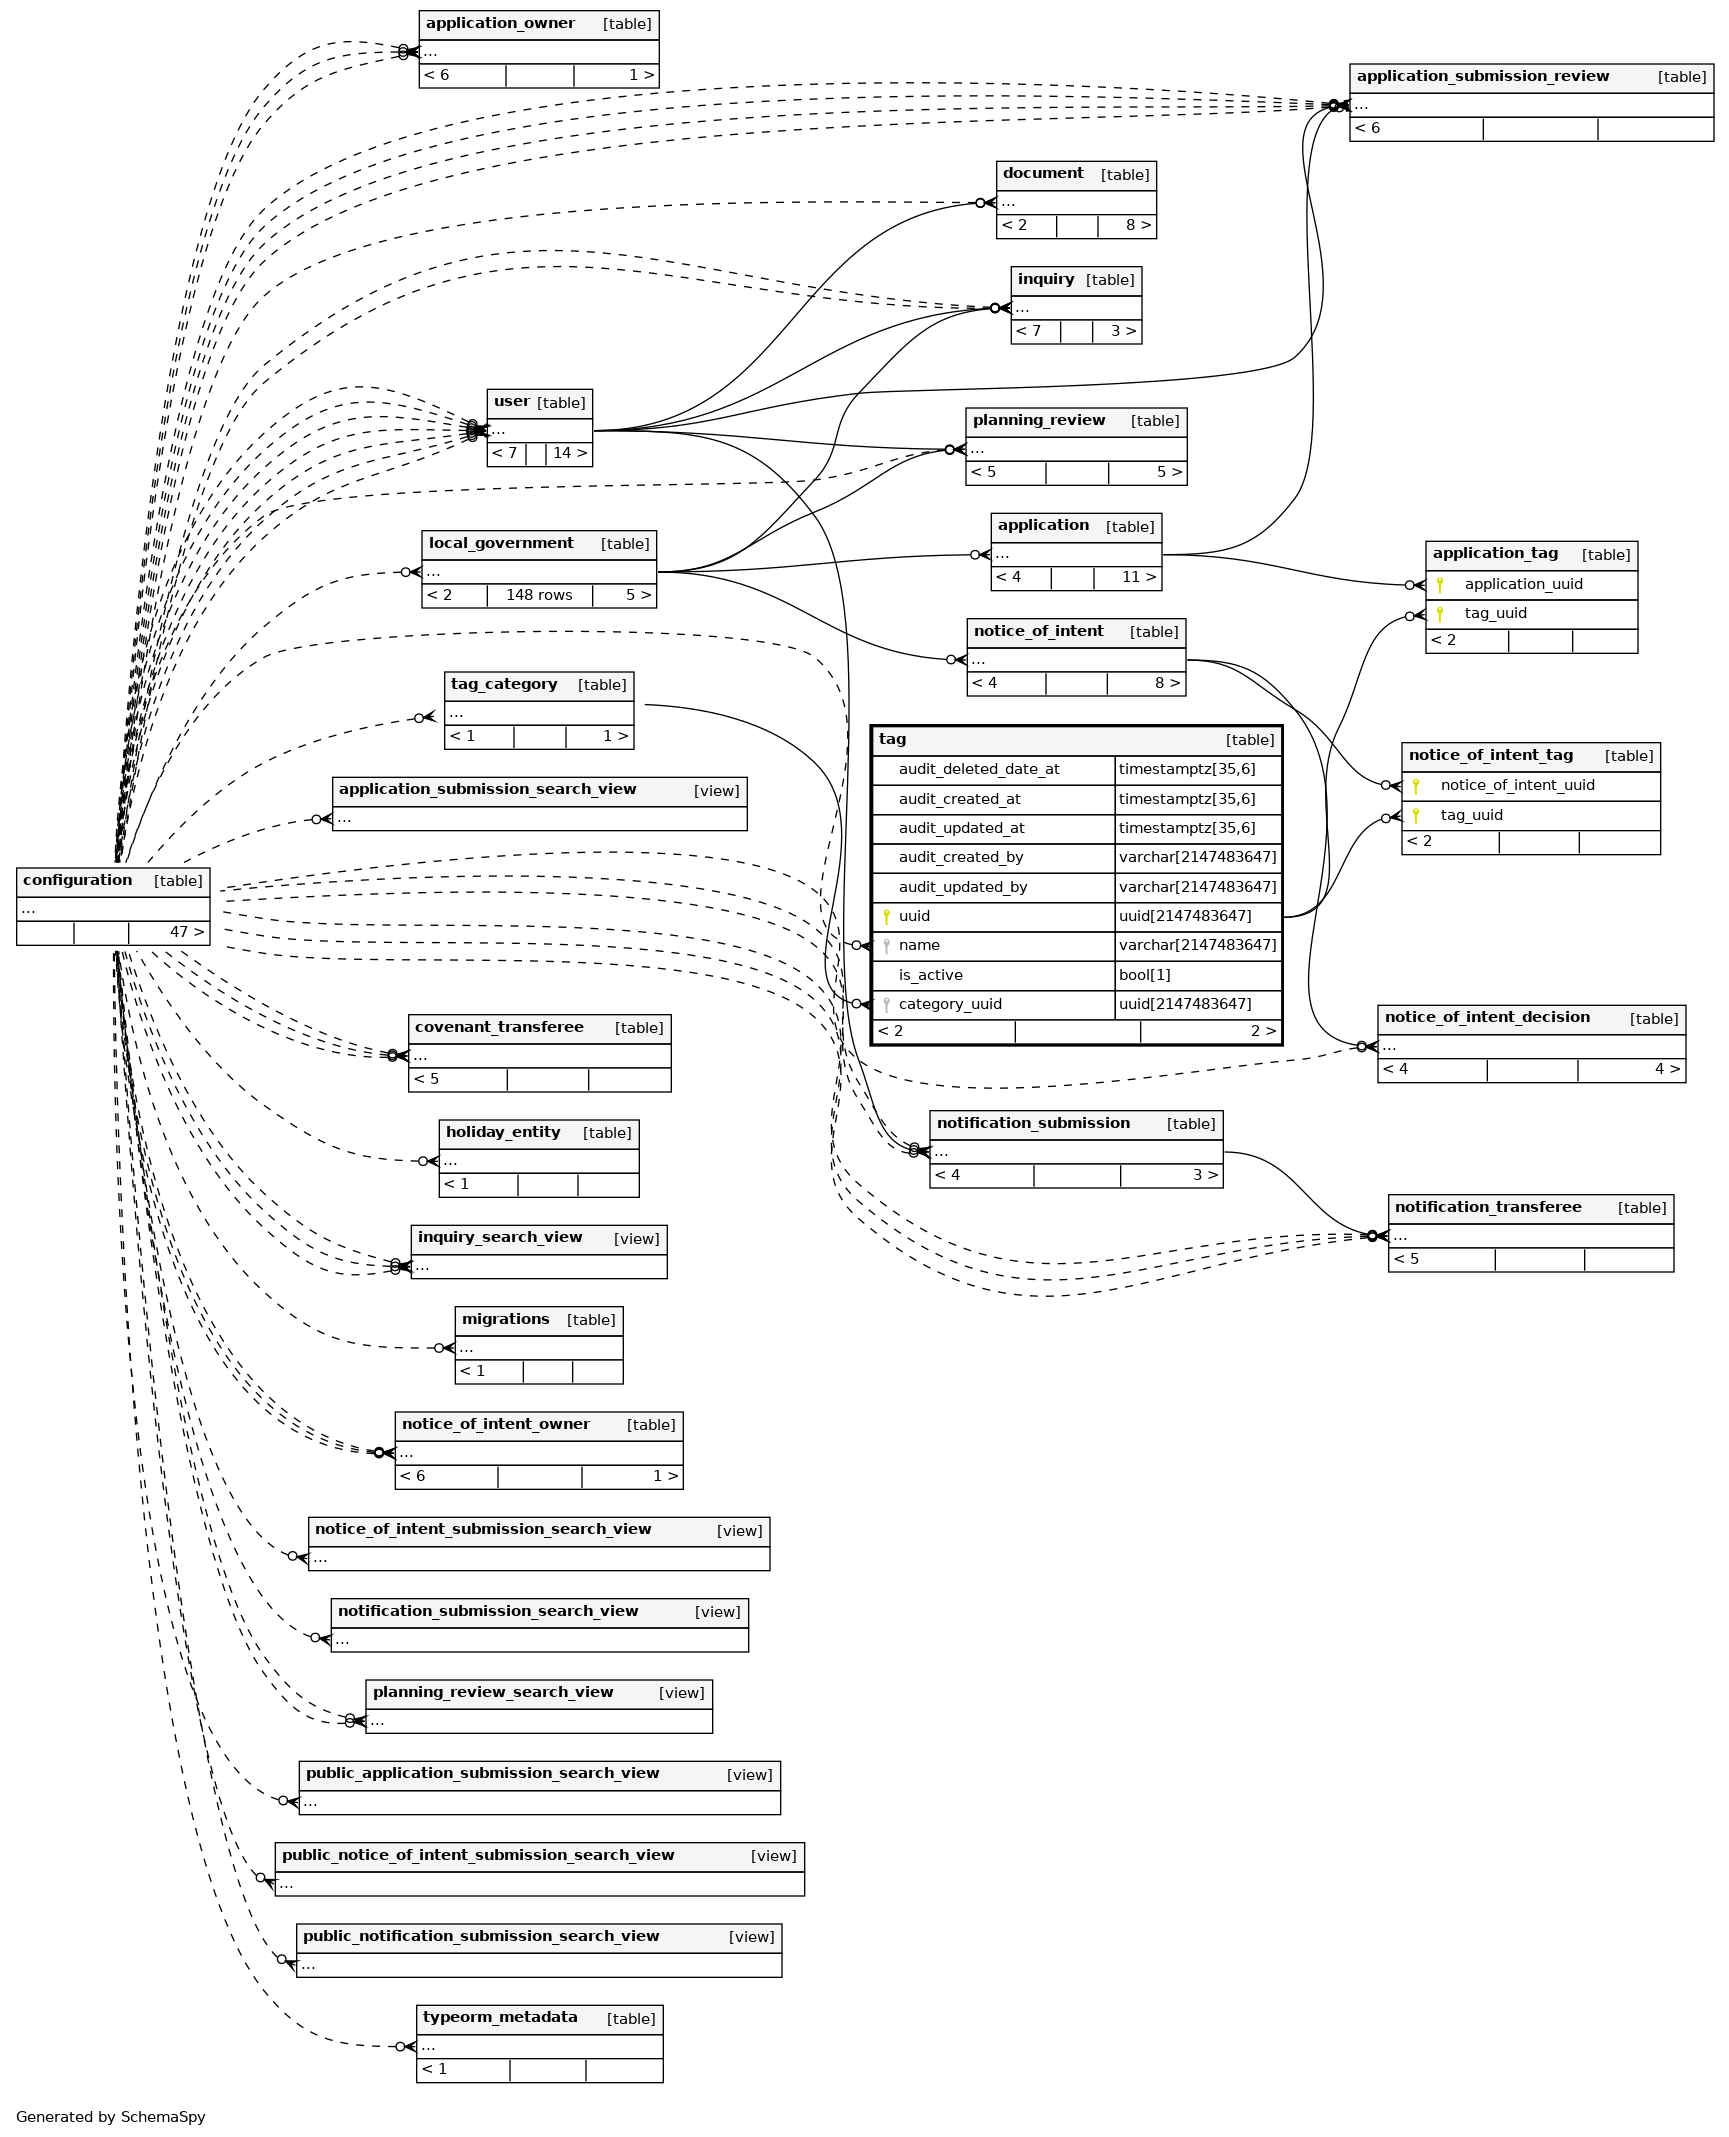 application_owner [table]
...
< 6 1 >
application_submission_review [table]
...
< 6
document [table]
...
< 2 8 >
inquiry [table]
...
< 7 3 >
user [table]
...
< 7 14 >
planning_review [table]
...
< 5 5 >
local_government [table]
...
< 2 148 rows 5 >
application [table]
...
< 4 11 >
application_tag [table]
application_uuid
tag_uuid
< 2
notice_of_intent [table]
...
< 4 8 >
tag_category [table]
...
< 1 1 >
tag [table]
audit_deleted_date_at timestamptz[35,6]
audit_created_at timestamptz[35,6]
audit_updated_at timestamptz[35,6]
audit_created_by varchar[2147483647]
audit_updated_by varchar[2147483647]
uuid uuid[2147483647]
name varchar[2147483647]
is_active bool[1]
category_uuid uuid[2147483647]
< 2 2 >
notice_of_intent_tag [table]
notice_of_intent_uuid
tag_uuid
< 2
application_submission_search_view [view]
...
configuration [table]
...
47 >
covenant_transferee [table]
...
< 5
notice_of_intent_decision [table]
...
< 4 4 >
holiday_entity [table]
...
< 1
notification_submission [table]
...
< 4 3 >
inquiry_search_view [view]
...
notification_transferee [table]
...
< 5
migrations [table]
...
< 1
notice_of_intent_owner [table]
...
< 6 1 >
notice_of_intent_submission_search_view [view]
...
notification_submission_search_view [view]
...
planning_review_search_view [view]
...
public_application_submission_search_view [view]
...
public_notice_of_intent_submission_search_view [view]
...
public_notification_submission_search_view [view]
...
typeorm_metadata [table]
...
< 1
Generated by SchemaSpy